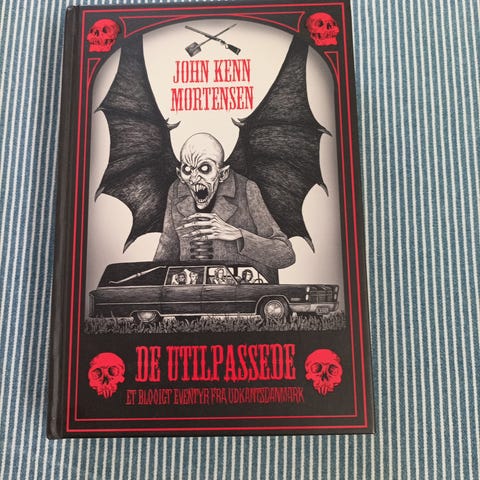 JOHN KENN
MORTENSEN
DE UTILPASSEDE
ET BLODIGT EVENTYR FRA UDKANTSDANMARK